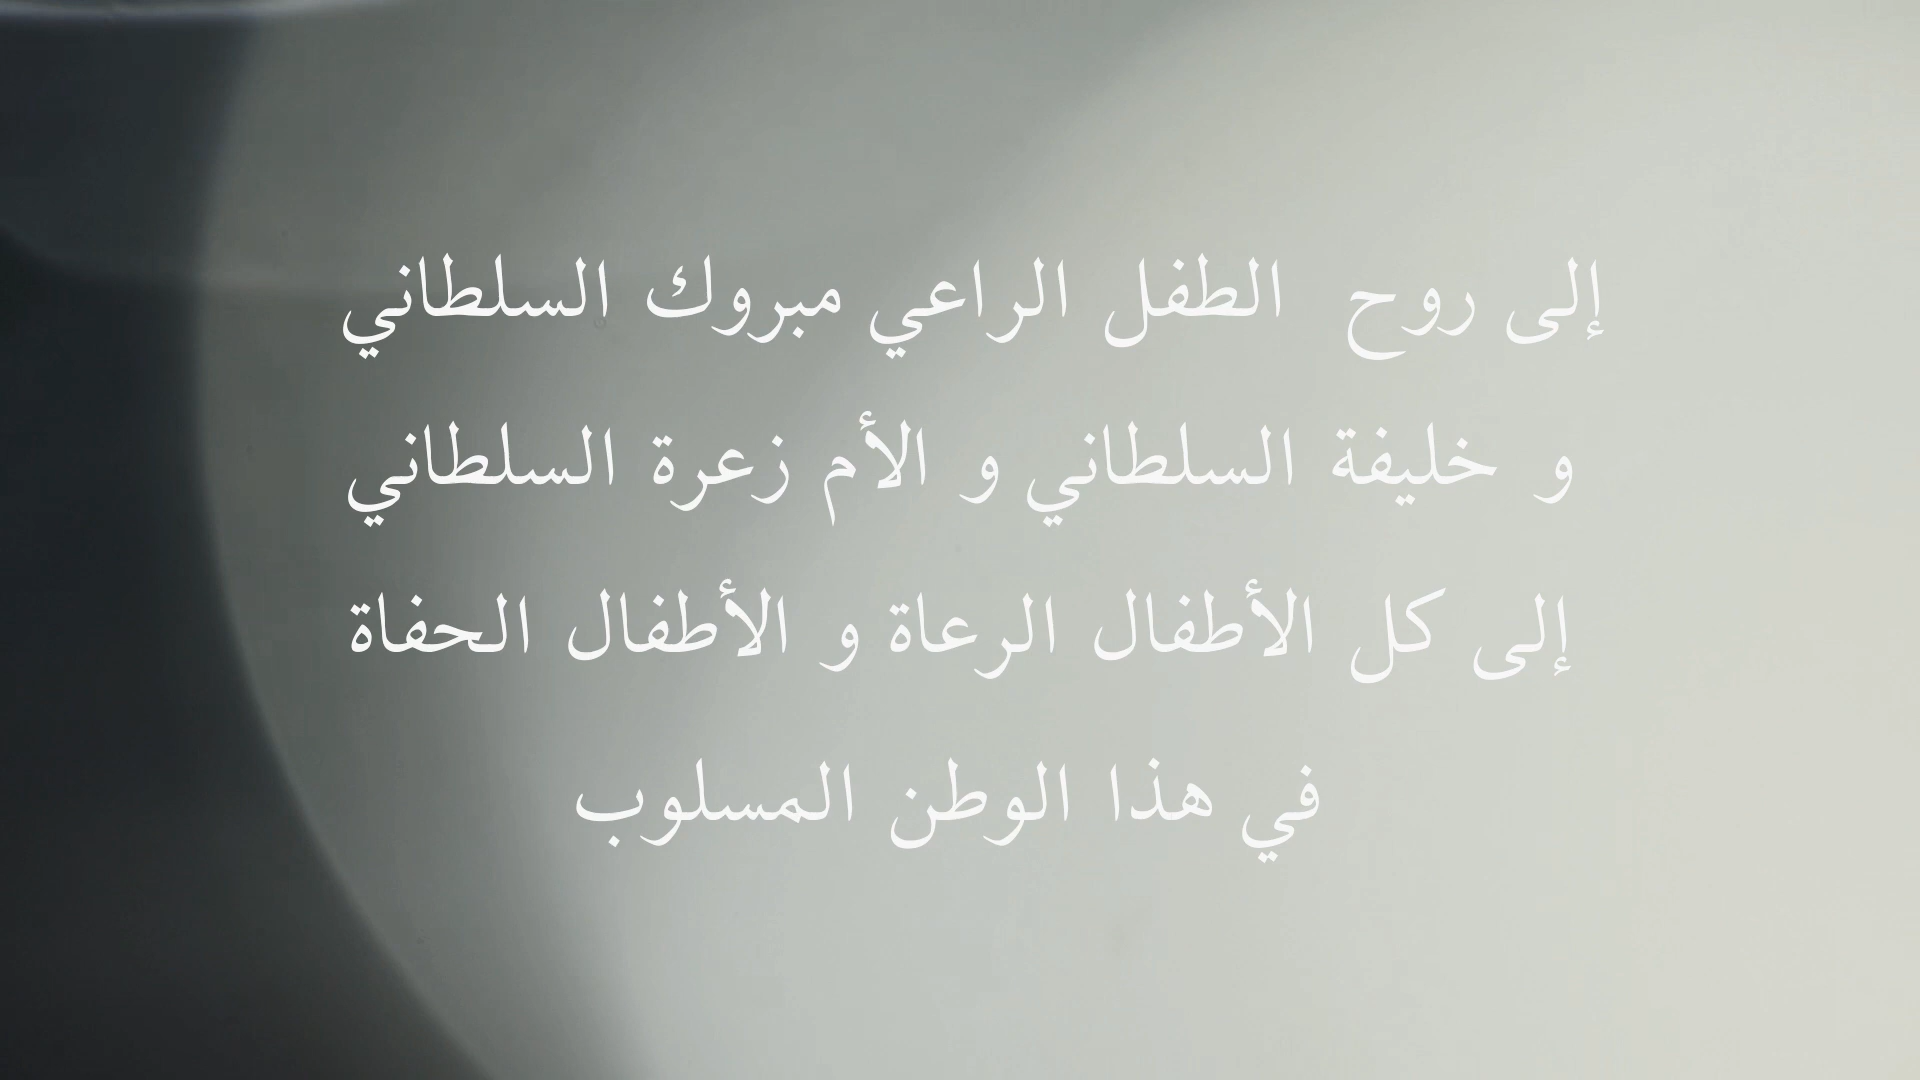 إلى روح الطفل الراعي مبروك السلطاني
و خليفة السلطاني و الأم زعرة السلطاني
إلى كل الأطفال الرعاة و الأطفال الحفاة
في هذا الوطن المسلوب